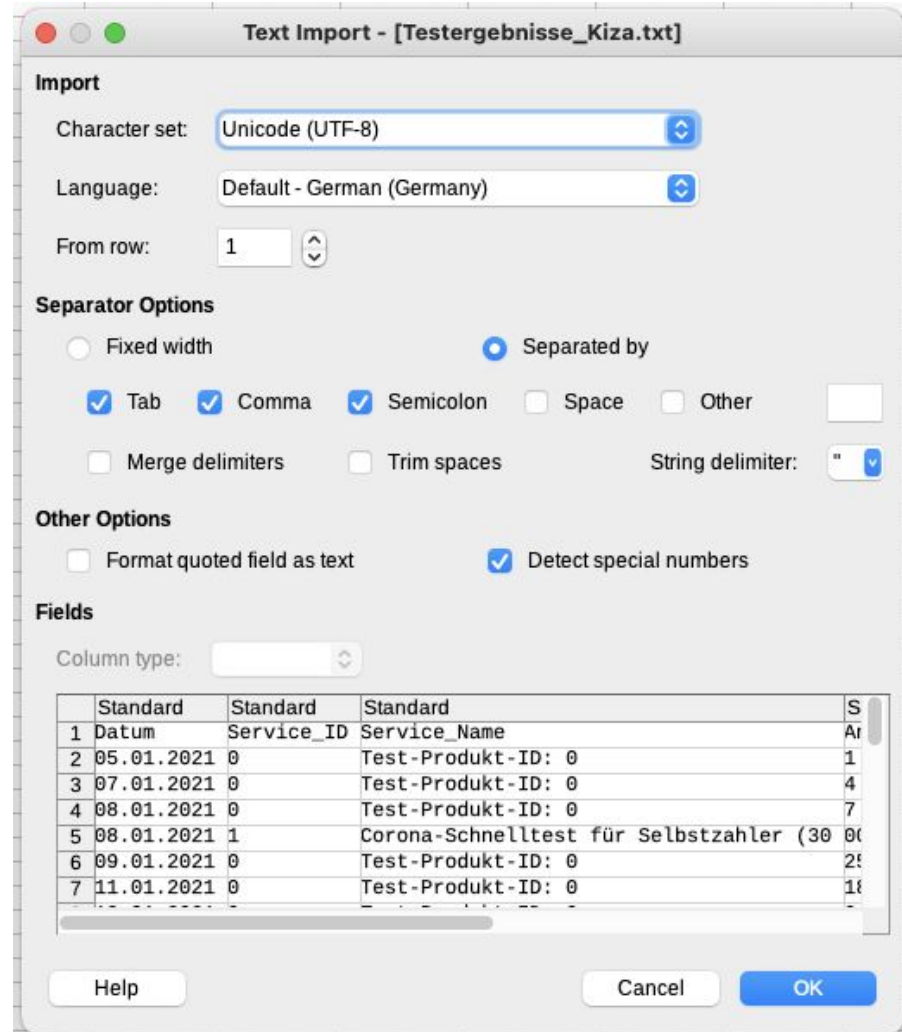 Text Import - [Testergebnisse_Kiza.txt]
Import
Character set: Unicode (UTF-8)
Language: Default - German (Germany)
From row: 1
Separator Options
Fixed width Separated by
Tab Comma Semicolon Space Other
Merge delimiters Trim spaces String delimiter: "
Other Options
Format quoted field as text Detect special numbers
Fields
Column type:
Standard Standard Standard S
1 Datum Service_ID Service_Name
2 05.01.2021 0 Test-Produkt-ID: 0 1
3 07.01.2021 0 Test-Produkt-ID: 0 4
4 08.01.2021 0 Test-Produkt-ID: 0 7
5 08.01.2021 1 Corona-Schnelltest für Selbstzahler (30
6 09.01.2021 0 Test-Produkt-ID: 0
7 11.01.2021 0 Test-Produkt-ID: 0
Help Cancel OK